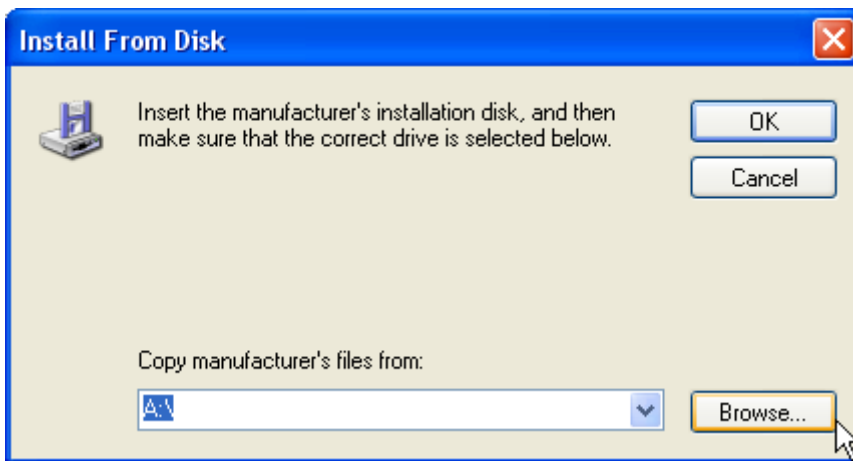 Install From Disk
Insert the manufacturer's installation disk, and then
make sure that the correct drive is selected below.
OK
Cancel
Copy manufacturer's files from:
A:\
Browse...